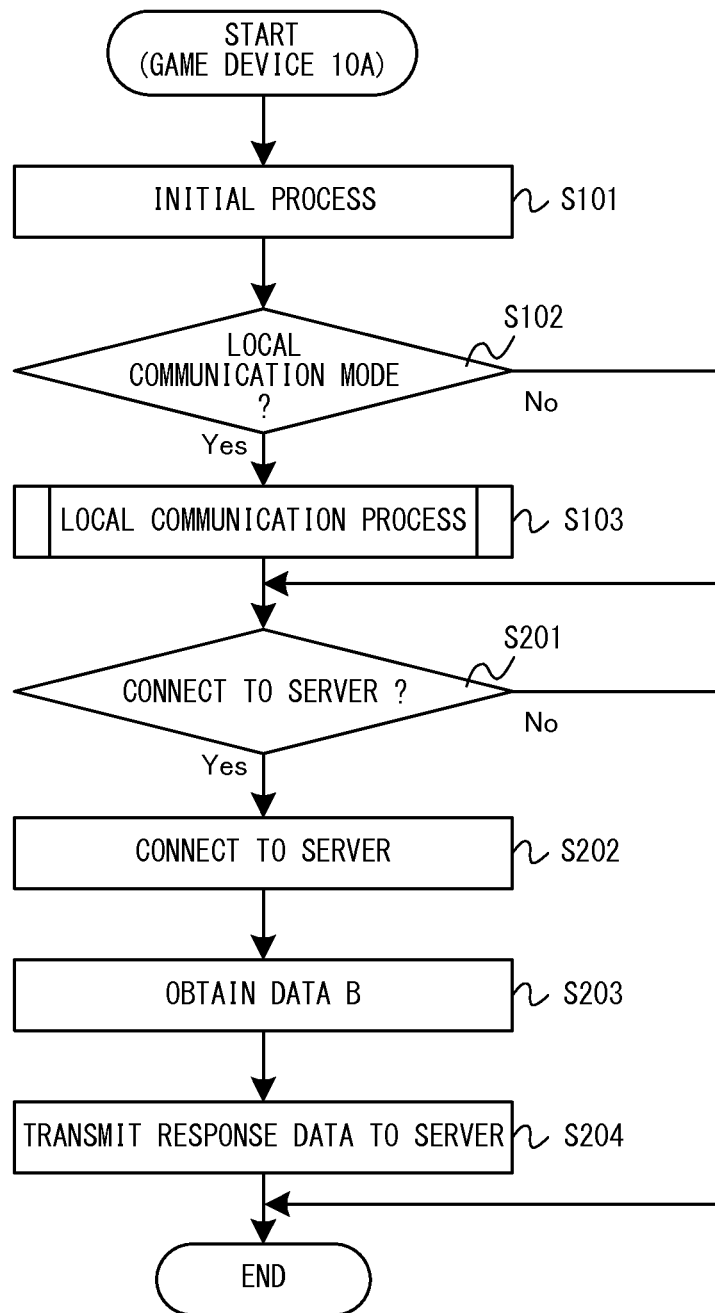 START
(GAME DEVICE 10A)
INITIAL PROCESS
S101
S102
LOCAL
COMMUNICATION MODE
?
No
Yes
LOCAL COMMUNICATION PROCESS
S103
S201
CONNECT TO SERVER ?
No
Yes
CONNECT TO SERVER
S202
OBTAIN DATA B
S203
TRANSMIT RESPONSE DATA TO SERVER
S204
END